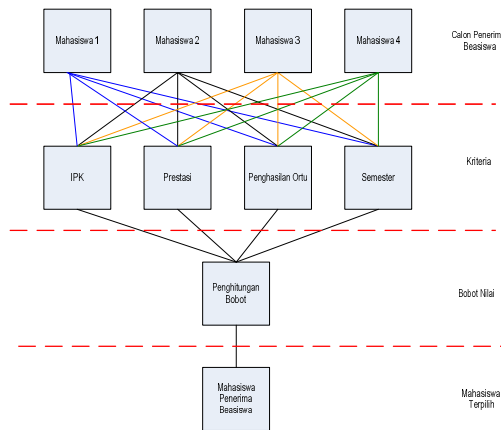 Mahasiswa 1
Mahasiswa 2
Mahasiswa 3
Mahasiswa 4
Calon Penerim
Beasiswa
IPK
Prestasi
Penghasilan Ortu
Semester
Kriteria
Penghitungan
Bobot
Bobot Nilai
Mahasiswa
Penerima
Beasiswa
Mahasiswa
Terpilih